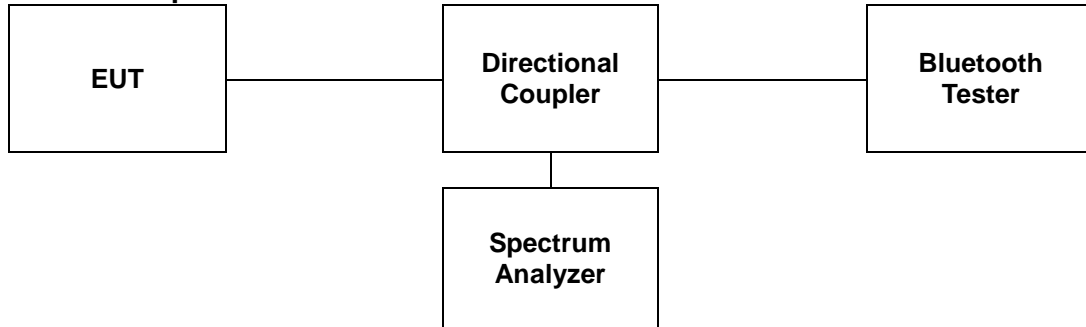 EUT
Directional
Coupler
Bluetooth
Tester
Spectrum
Analyzer